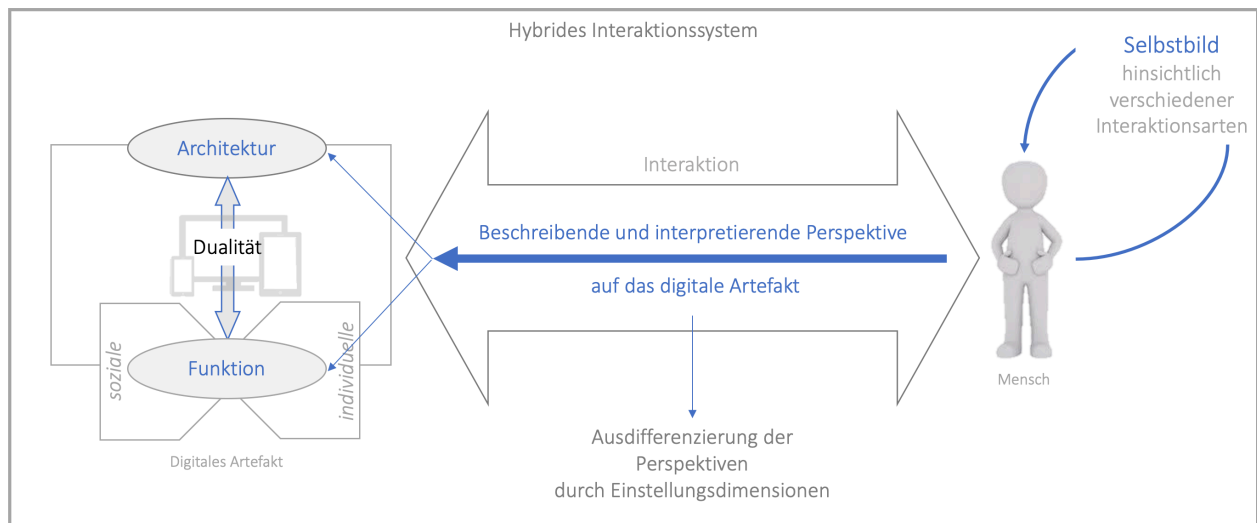 Hybrides Interaktionssystem
Selbstbild
hinsichtlich
verschiedener
Interaktionsarten
Architektur
Interaktion
Dualität
Beschreibende und interpretierende Perspektive
auf das digitale Artefakt
soziale
Funktion
individuelle
Mensch
Digitales Artefakt
Ausdifferenzierung der
Perspektiven
durch Einstellungsdimensionen